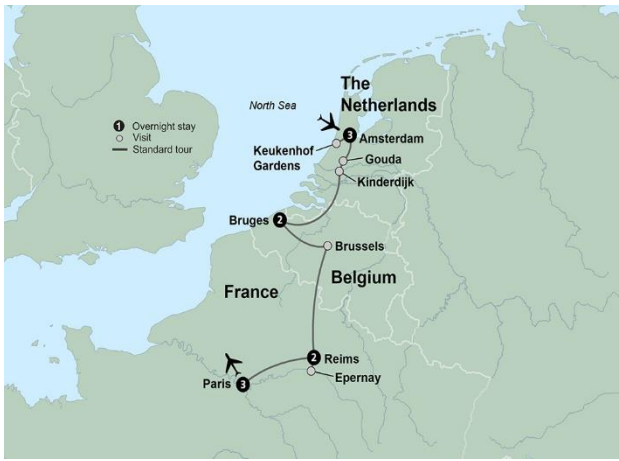 The
Netherlands
North Sea
1 Overnight stay
Visit
Standard tour
3 Amsterdam
Keukenhof
Gardens
Gouda
Kinderdijk
Bruges 2
Brussels
Belgium
France
2 Reims
Epernay
Paris 3